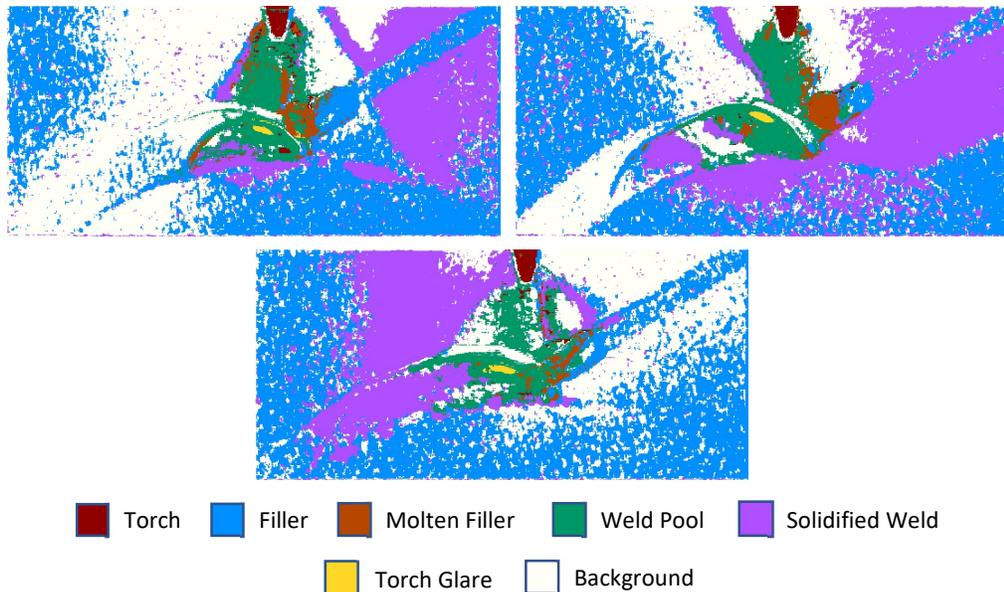 Torch Filler Molten Filler Weld Pool Solidified Weld
Torch Glare Background